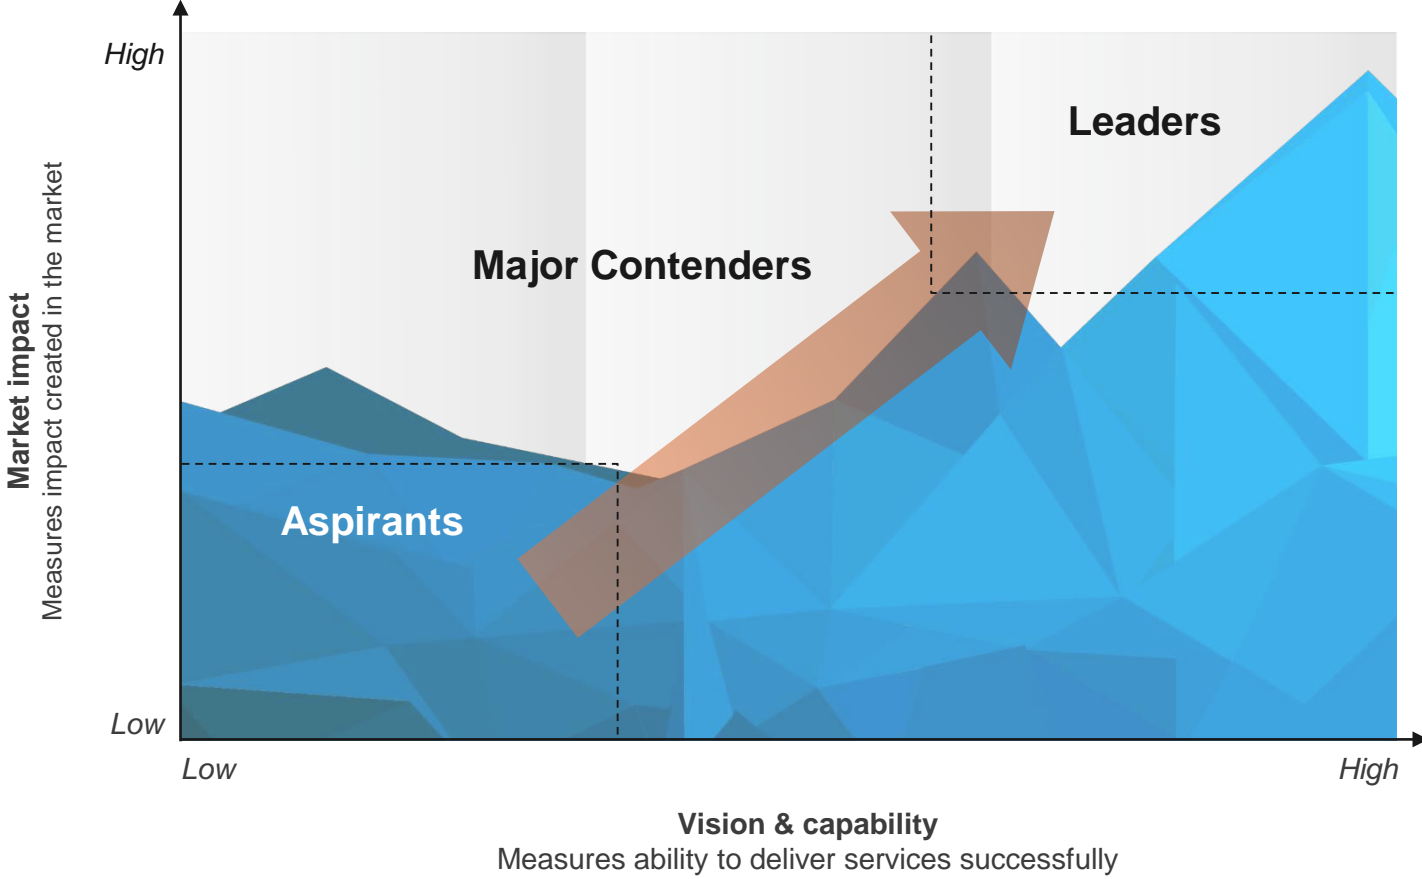 High
Leaders
Major Contenders
Market impact
Measures impact created in the market
Aspirants
Low
Low
High
Vision & capability
Measures ability to deliver services successfully